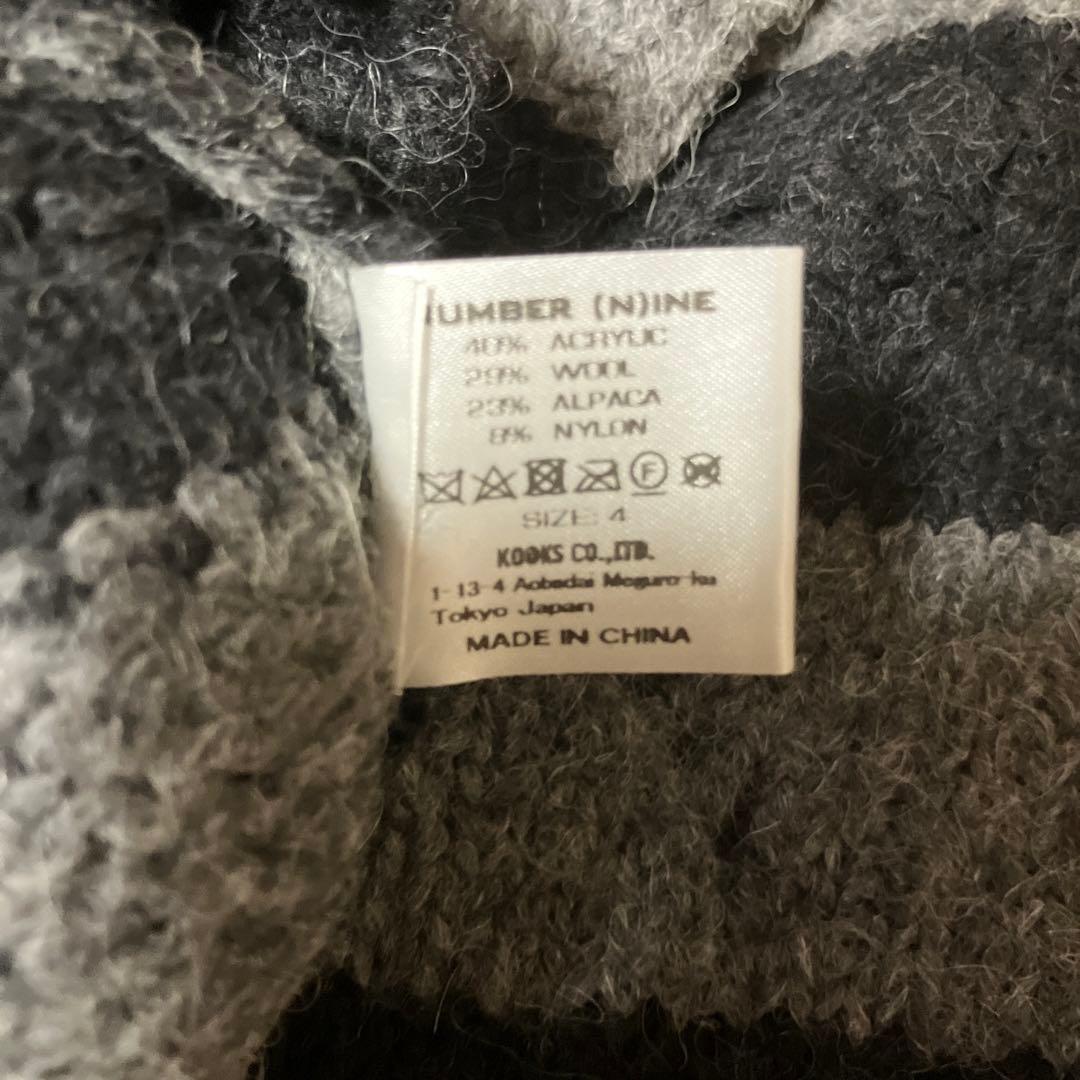 NUMBER (N)INE
40% ACRYLIC
29% WOOL
23% ALPACA
8% NYLON
F
SIZE: 4
KOOKS CO.,LTD.
1-13-4 Aobadai Meguro-ku
Tokyo Japan
MADE IN CHINA